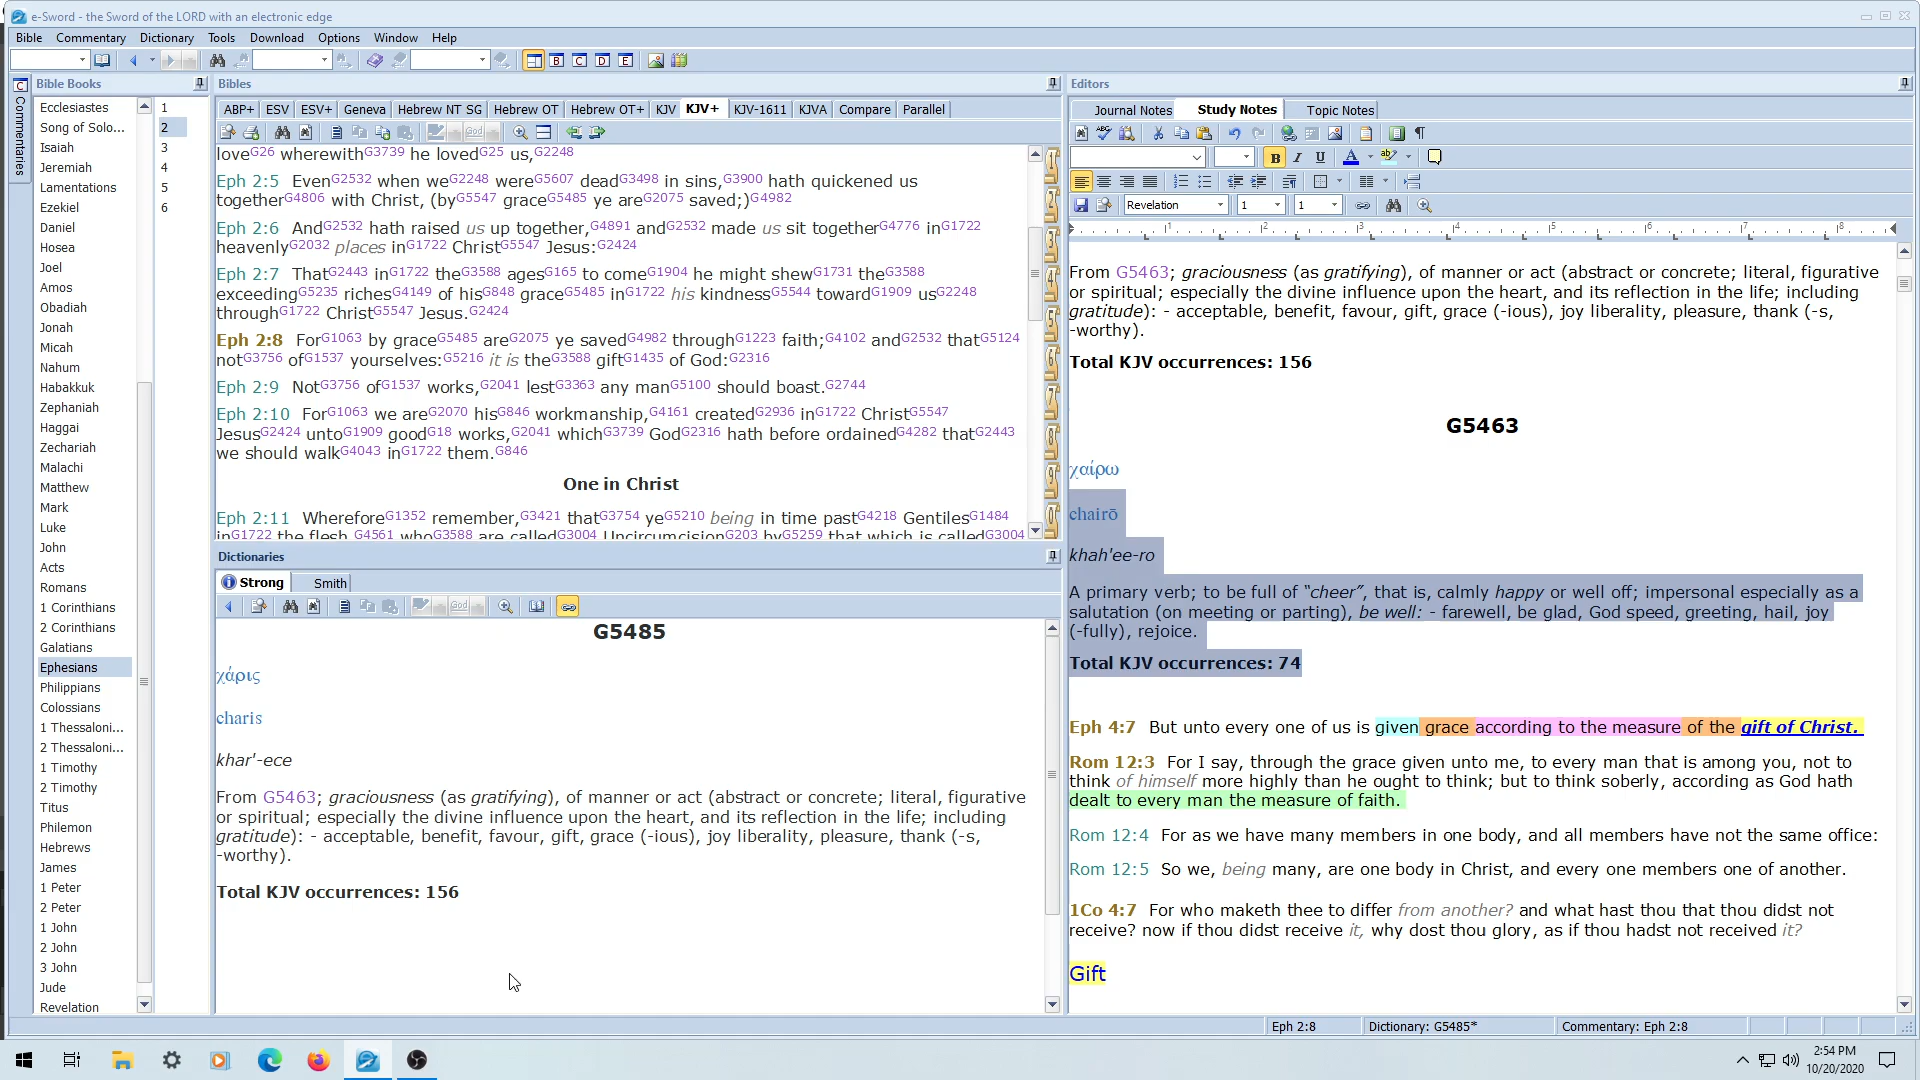 e-Sword - the Sword of the LORD with an electronic edge
Bible Commentary Dictionary Tools Download Options Window Help
B C D E
Commentaries
Bible Books
Ecclesiastes
Song of Solo...
Isaiah
Jeremiah
Lamentations
Ezekiel
Daniel
Hosea
Joel
Amos
Obadiah
Jonah
Micah
Nahum
Habakkuk
Zephaniah
Haggai
Zechariah
Malachi
Matthew
Mark
Luke
John
Acts
Romans
1 Corinthians
2 Corinthians
Galatians
Ephesians
Philippians
Colossians
1 Thessaloni...
2 Thessaloni...
1 Timothy
2 Timothy
Titus
Philemon
Hebrews
James
1 Peter
2 Peter
1 John
2 John
3 John
Jude
Revelation
1
2
3
4
5
6
Bibles
ABP+ ESV ESV+ Geneva Hebrew NT SG Hebrew OT Hebrew OT+ KJV KJV+ KJV-1611 KJVA Compare Parallel
loveG26 wherewithG3739 he lovedG25 us,G2248
Eph 2:5 EvenG2532 when weG2248 wereG5607 deadG3498 in sins,G3900 hath quickened us
togetherG4806 with Christ, (byG5547 graceG5485 ye areG2075 saved;)G4982
Eph 2:6 AndG2532 hath raised us up together,G4891 andG2532 made us sit togetherG4776 inG1722
heavenlyG2032 places inG1722 ChristG5547 Jesus:G2424
Eph 2:7 ThatG2443 inG1722 theG3588 agesG165 to comeG1904 he might shewG1731 theG3588
exceedingG5235 richesG4149 of hisG848 graceG5485 inG1722 his kindnessG5544 towardG1909 usG2248
throughG1722 ChristG5547 Jesus.G2424
Eph 2:8 ForG1063 by graceG5485 areG2075 ye savedG4982 throughG1223 faith;G4102 andG2532 thatG5124
notG3756 ofG1537 yourselves:G5216 it is theG3588 giftG1435 of God:G2316
Eph 2:9 NotG3756 ofG1537 works,G2041 lestG3363 any manG5100 should boast.G2744
Eph 2:10 ForG1063 we areG2070 hisG846 workmanship,G4161 createdG2936 inG1722 ChristG5547
JesusG2424 untoG1909 goodG18 works,G2041 whichG3739 GodG2316 hath before ordainedG4282 thatG2443
we should walkG4043 inG1722 them.G846
One in Christ
Eph 2:11 WhereforeG1352 remember,G3421 thatG3754 yeG5210 being in time pastG4218 GentilesG1484
inG1722 the flesh,G4561 whoG3588 are calledG3004 UncircumcisionG203 byG5259 that which is calledG3004
Dictionaries
Strong Smith
G5485
χάρις
charis
khar'-ece
From G5463; graciousness (as gratifying), of manner or act (abstract or concrete; literal, figurative
or spiritual; especially the divine influence upon the heart, and its reflection in the life; including
gratitude): - acceptable, benefit, favour, gift, grace (-ious), joy liberality, pleasure, thank (-s,
-worthy).
Total KJV occurrences: 156
Editors
Journal Notes Study Notes Topic Notes
B I U A ab
Revelation 1 1
1 2 3 4 5 6 7 8
From G5463; graciousness (as gratifying), of manner or act (abstract or concrete; literal, figurative
or spiritual; especially the divine influence upon the heart, and its reflection in the life; including
gratitude): - acceptable, benefit, favour, gift, grace (-ious), joy liberality, pleasure, thank (-s,
-worthy).
Total KJV occurrences: 156
G5463
χαίρω
chairō
khah'ee-ro
A primary verb; to be full of “cheer”, that is, calmly happy or well off; impersonal especially as a
salutation (on meeting or parting), be well: - farewell, be glad, God speed, greeting, hail, joy
(-fully), rejoice.
Total KJV occurrences: 74
Eph 4:7 But unto every one of us is given grace according to the measure of the gift of Christ.
Rom 12:3 For I say, through the grace given unto me, to every man that is among you, not to
think of himself more highly than he ought to think; but to think soberly, according as God hath
dealt to every man the measure of faith.
Rom 12:4 For as we have many members in one body, and all members have not the same office:
Rom 12:5 So we, being many, are one body in Christ, and every one members one of another.
1Co 4:7 For who maketh thee to differ from another? and what hast thou that thou didst not
receive? now if thou didst receive it, why dost thou glory, as if thou hadst not received it?
Gift
Eph 2:8 Dictionary: G5485* Commentary: Eph 2:8
2:54 PM
10/20/2020